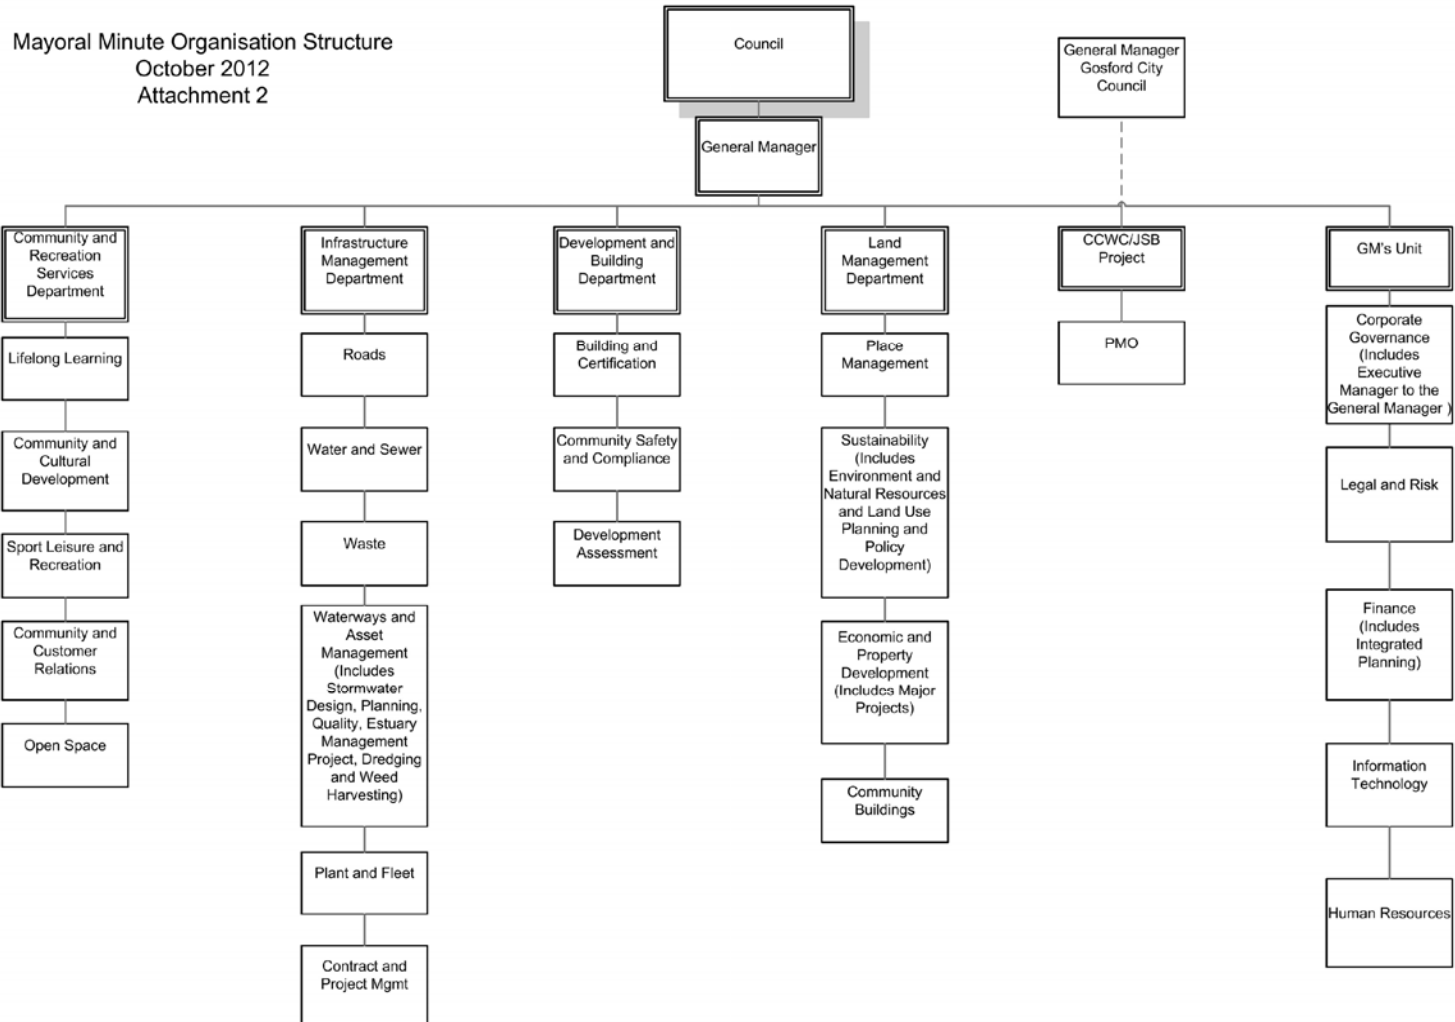 Mayoral Minute Organisation Structure
October 2012
Attachment 2
Council
General Manager
Gosford City
Council
General Manager
Community and
Recreation
Services
Department
Lifelong Learning
Community and
Cultural
Development
Sport Leisure and
Recreation
Community and
Customer
Relations
Open Space
Infrastructure
Management
Department
Roads
Water and Sewer
Waste
Waterways and
Asset
Management
(Includes
Stormwater
Design, Planning,
Quality, Estuary
Management
Project, Dredging
and Weed
Harvesting)
Plant and Fleet
Contract and
Project Mgmt
Development and
Building
Department
Building and
Certification
Community Safety
and Compliance
Development
Assessment
Land
Management
Department
Place
Management
Sustainability
(Includes
Environment and
Natural Resources
and Land Use
Planning and
Policy
Development)
Economic and
Property
Development
(Includes Major
Projects)
Community
Buildings
CCWC/JSB
Project
PMO
GM's Unit
Corporate
Governance
(Includes
Executive
Manager to the
General Manager )
Legal and Risk
Finance
(Includes
Integrated
Planning)
Information
Technology
Human Resources